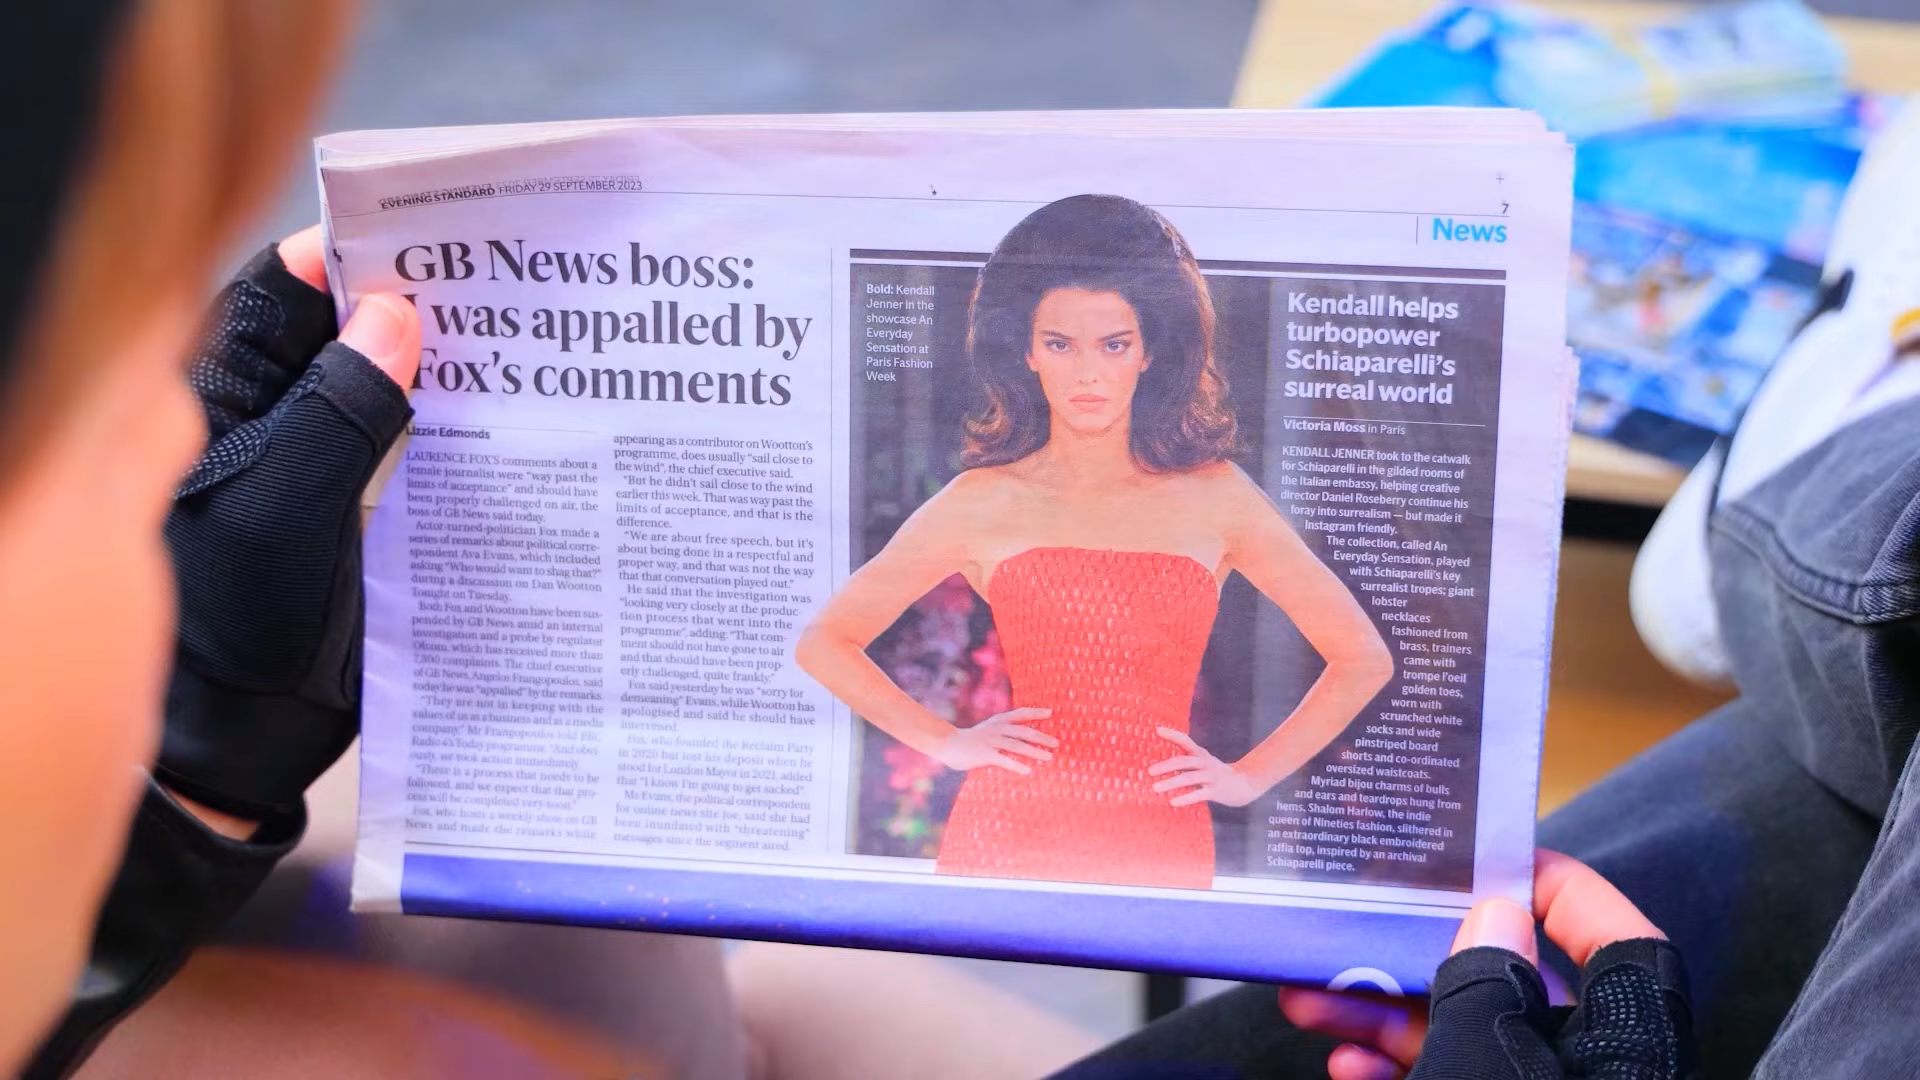 EVENING STANDARD FRIDAY 29 SEPTEMBER 2023
7
News
GB News boss:
I was appalled by
Fox's comments
Lizzie Edmonds
LAURENCE FOX'S comments about a
female journalist were "way past the
limits of acceptance" and should have
been properly challenged on air, the
boss of GB News said today.
Actor-turned-politician Fox made a
series of remarks about political corre-
spondent Ava Evans, which included
asking "Who would want to shag that?"
during a discussion on Dan Wootton
Tonight on Tuesday.
Both Fox and Wootton have been sus-
pended by GB News amid an internal
investigation and a probe by regulator
Ofcom, which has received more than
7,300 complaints. The chief executive
of GB News, Angelos Frangopoulos, said
today he was "appalled" by the remarks.
"They are not in keeping with the
values of us as a business and as a media
company," Mr Frangopoulos told BBC
Radio 4's Today programme. "And obvi-
ously, we took action immediately.
"There is a process that needs to be
followed, and we expect that that pro-
cess will be completed very soon."
Fox, who hosts a weekly show on GB
News and made the remarks while
appearing as a contributor on Wootton's
programme, does usually "sail close to
the wind", the chief executive said.
"But he didn't sail close to the wind
earlier this week. That was way past the
limits of acceptance, and that is the
difference.
"We are about free speech, but it's
about being done in a respectful and
proper way, and that was not the way
that that conversation played out."
He said that the investigation was
"looking very closely at the produc-
tion process that went into the
programme", adding: "That com-
ment should not have gone to air
and that should have been prop-
erly challenged, quite frankly."
Fox said yesterday he was "sorry for
demeaning" Evans, while Wootton has
apologised and said he should have
intervened.
Fox, who founded the Reclaim Party
in 2020 but lost his deposit when he
stood for London Mayor in 2021, added
that "I know I'm going to get sacked".
Ms Evans, the political correspondent
for online news site Joe, said she had
been inundated with "threatening"
messages since the segment aired.
Bold: Kendall
Jenner in the
showcase An
Everyday
Sensation at
Paris Fashion
Week
Kendall helps
turbopower
Schiaparelli's
surreal world
Victoria Moss in Paris
KENDALL JENNER took to the catwalk
for Schiaparelli in the gilded rooms of
the Italian embassy, helping creative
director Daniel Roseberry continue his
foray into surrealism — but made it
Instagram friendly.
The collection, called An
Everyday Sensation, played
with Schiaparelli's key
surrealist tropes; giant
lobster
necklaces
fashioned from
brass, trainers
came with
trompe l'oeil
golden toes,
worn with
scrunched white
socks and wide
pinstriped board
shorts and co-ordinated
oversized waistcoats.
Myriad bijou charms of bulls
and ears and teardrops hung from
hems. Shalom Harlow, the indie
queen of Nineties fashion, slithered in
an extraordinary black embroidered
raffia top, inspired by an archival
Schiaparelli piece.